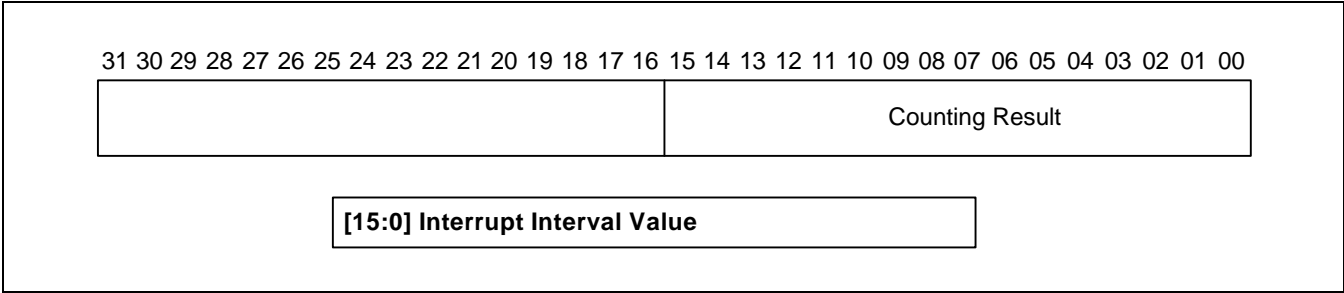 31 30 29 28 27 26 25 24 23 22 21 20 19 18 17 16 15 14 13 12 11 10 09 08 07 06 05 04 03 02 01 00
Counting Result
[15:0] Interrupt Interval Value